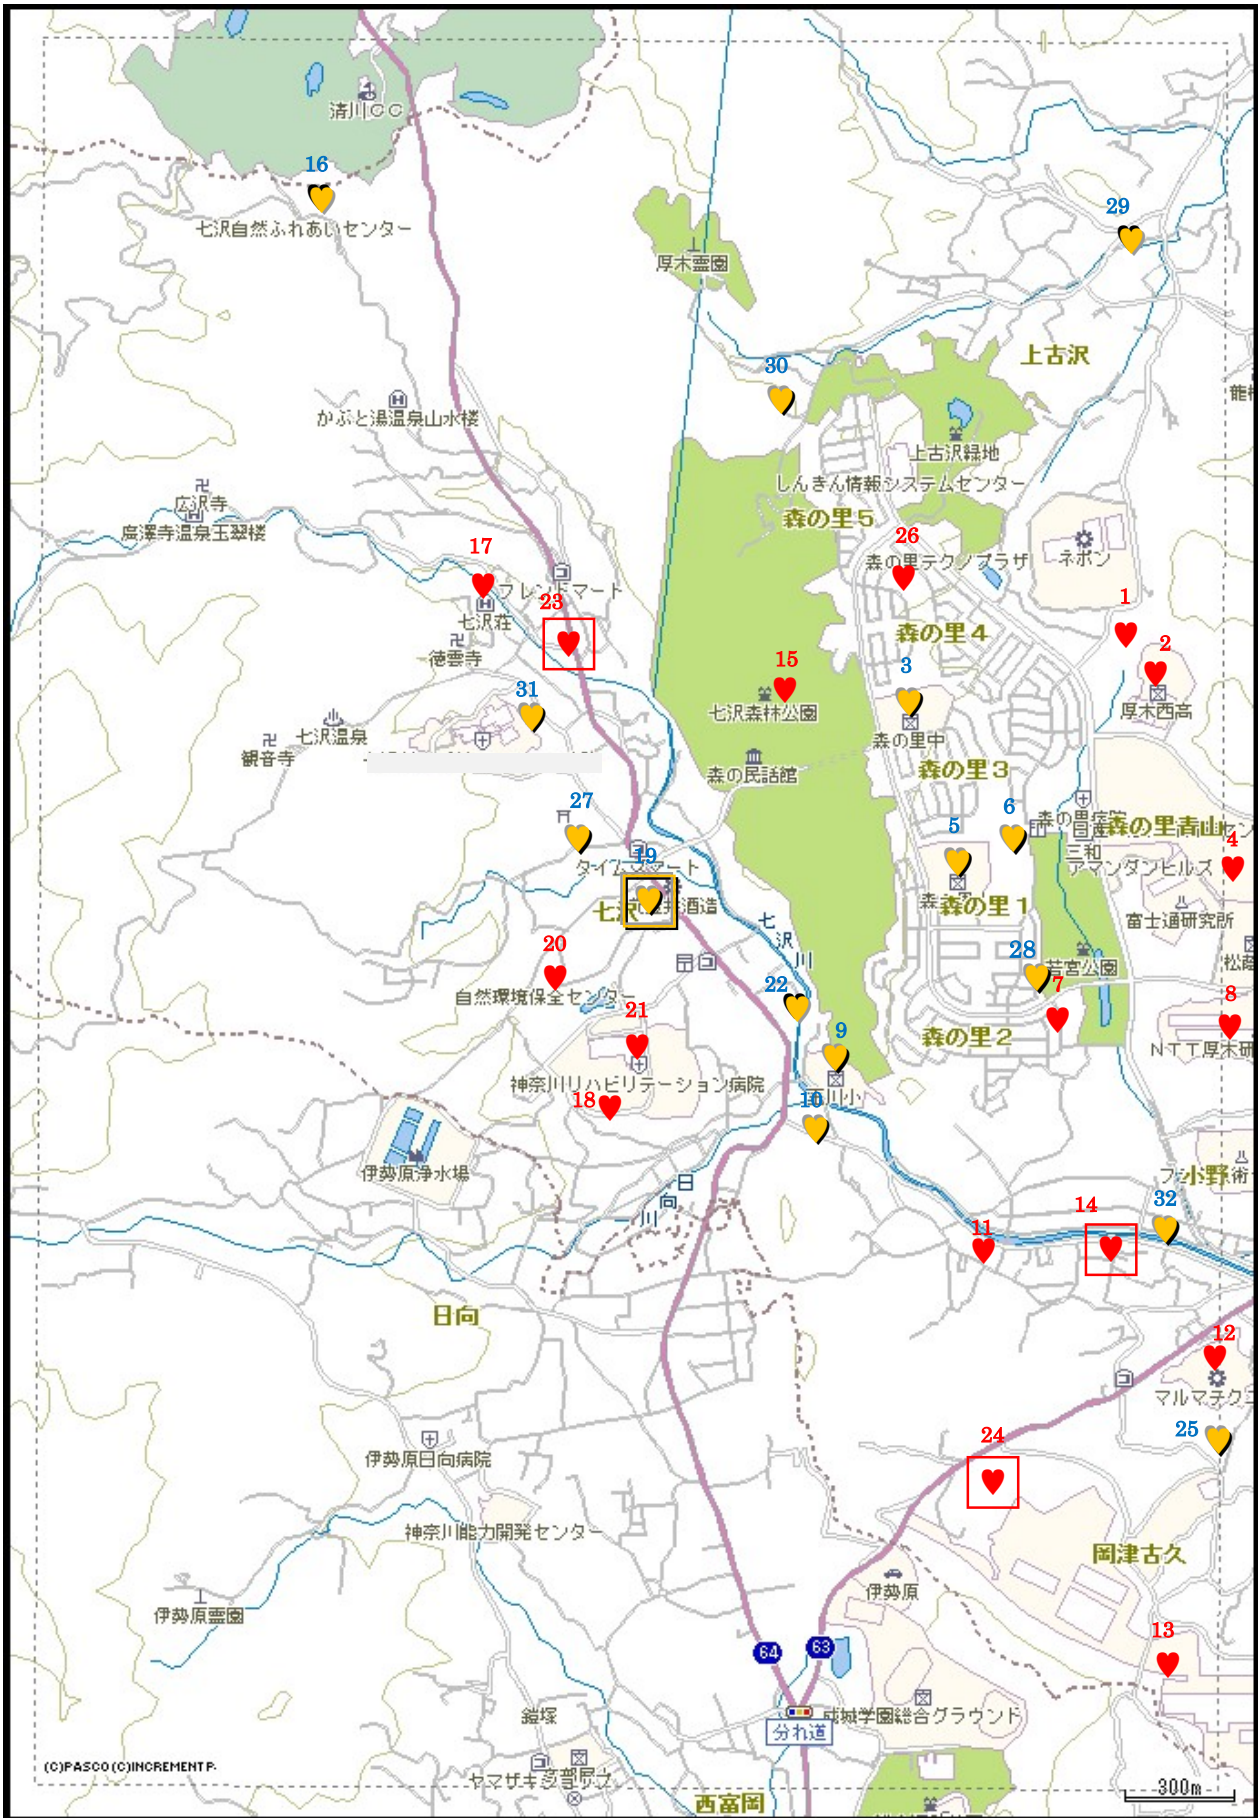 清川CC
16
七沢自然ふれあいセンター
29
厚木霊園
上古沢
30
かぶと湯温泉山水楼
上古沢緑地
しんきん情報システムセンター
広沢寺
廣澤寺温泉玉翠楼
森の里5
26
ネボン
17
森の里テクノプラザ
フレンドマート
23
1
七沢荘
森の里4
徳雲寺
2
15
3
31
厚木西高
七沢森林公園
七沢温泉
森の里中
観音寺
森の里3
森の民話館
27
6
森の里病院
5
森の里青山
4
三和
19
タイムズマート
アマンダンヒルズ
七沢
酒造
森の里1
富士通研究所
七沢川
20
28
若宮公園
自然環境保全センター
22
7
8
21
9
森の里2
NTT厚木研
神奈川リハビリテーション病院
18
10
伊勢原浄水場
小野
日向川
32
14
11
日向
12
マルマテクニ
25
24
伊勢原日向病院
神奈川能力開発センター
岡津古久
伊勢原
伊勢原霊園
13
64
63
鎧塚
成城学園総合グラウンド
分れ道
(C)PASCO (C)INCREMENT P.
西富岡
300m